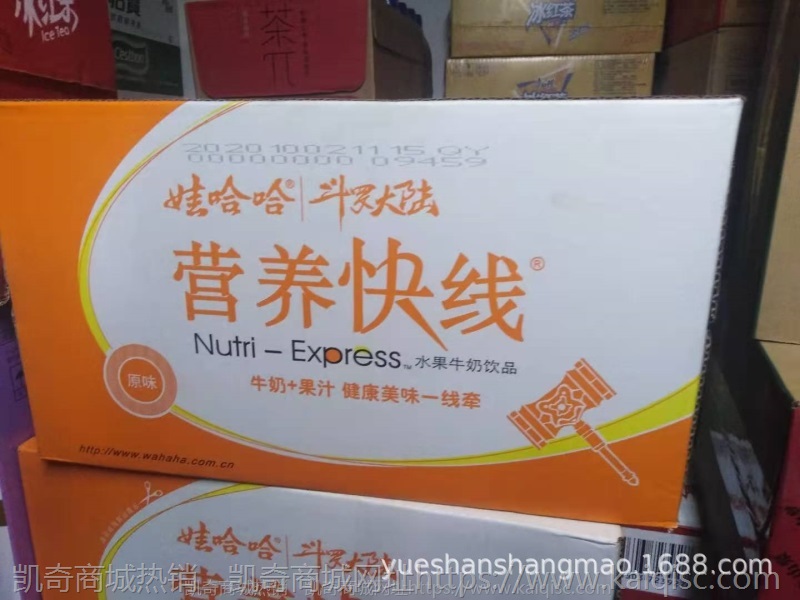 冰红茶
Ice Tea
茶π
冰红茶
20201002 11 15 QY
00000000 09459
娃哈哈® 斗罗大陆
营养快线®
Nutri-Express™ 水果牛奶饮品
原味
牛奶+果汁 健康美味一线牵
http://www.wahaha.com.cn
娃哈哈® 斗罗大陆
yueshanshangmao.1688.com
凯奇商城热销--凯奇商城网址https://www.kaiqisc.com